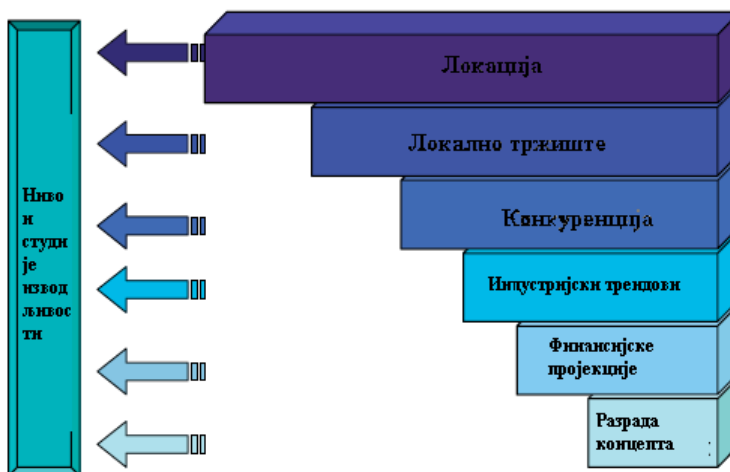 Ниво
и
студи
је
извод
љивос
ти
Локација
Локално тржиште
Конкуренција
Индустријски трендови
Финансијске
пројекције
Разрада
концепта